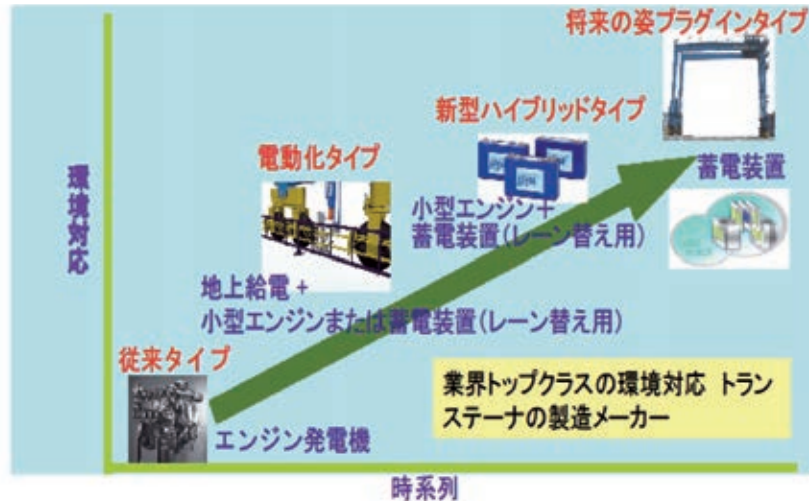 将来の姿プラグインタイプ
新型ハイブリッドタイプ
電動化タイプ
蓄電装置
小型エンジン+
蓄電装置(レーン替え用)
環境対応
地上給電+
小型エンジンまたは蓄電装置(レーン替え用)
従来タイプ
業界トップクラスの環境対応 トラン
ステーナの製造メーカー
エンジン発電機
時系列